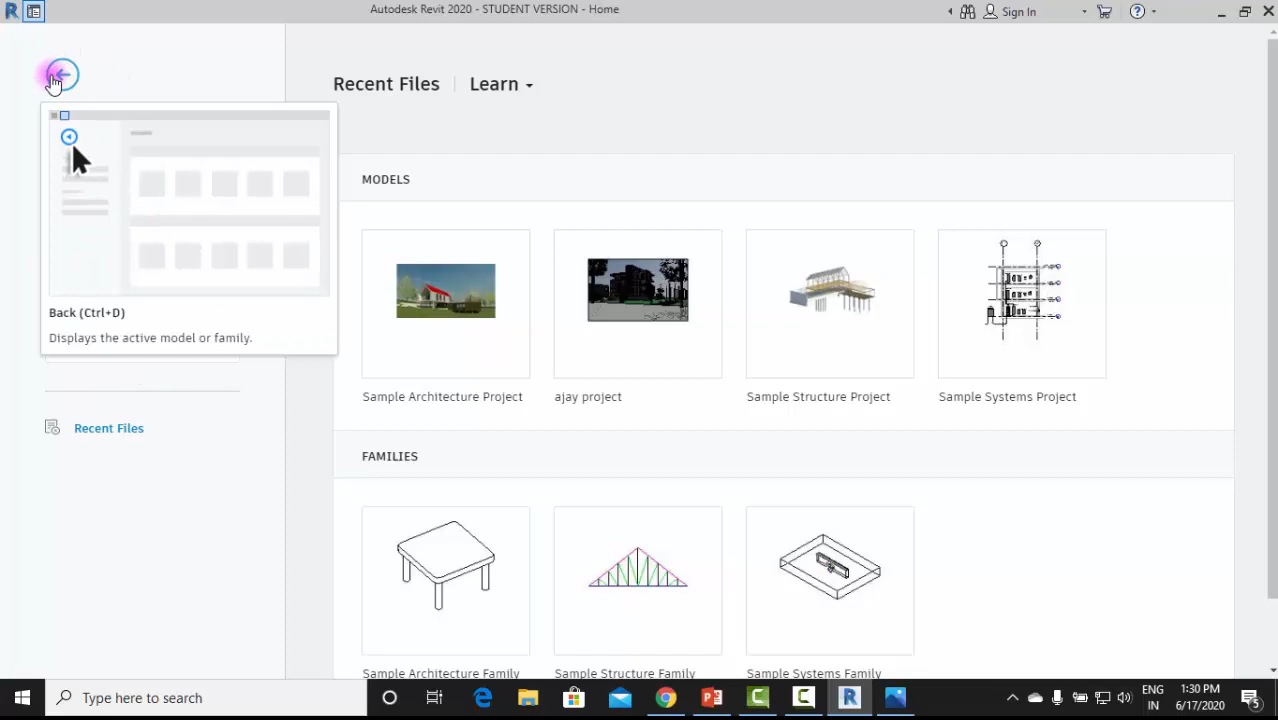 Autodesk Revit 2020 - STUDENT VERSION - Home
Sign In
Recent Files
Learn
Back (Ctrl+D)
Displays the active model or family.
Recent Files
MODELS
Sample Architecture Project
ajay project
Sample Structure Project
Sample Systems Project
FAMILIES
Sample Architecture Family
Sample Structure Family
Sample Systems Family
Type here to search
ENG
IN
1:30 PM
6/17/2020
5